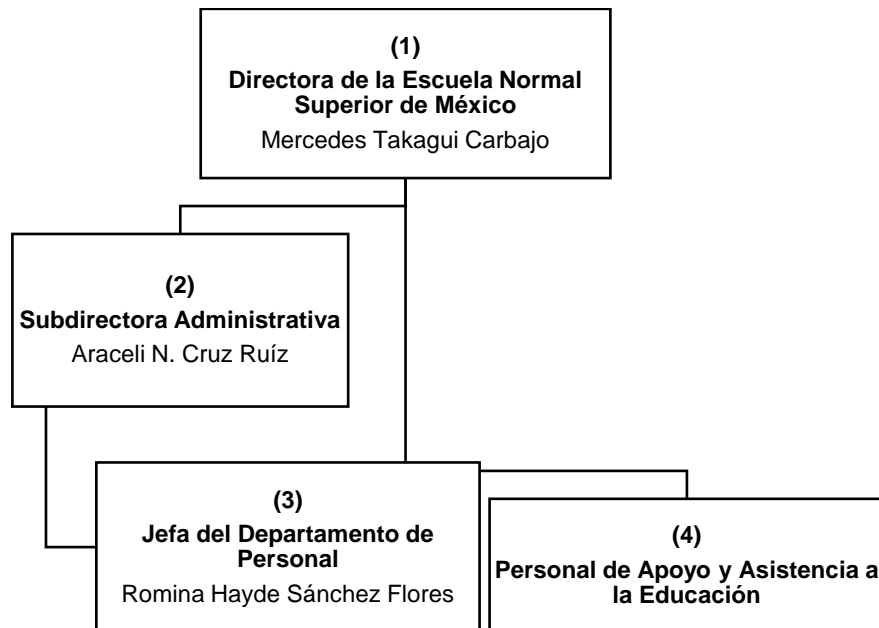 (1)
Directora de la Escuela Normal
Superior de México
Mercedes Takagui Carbajo
(2)
Subdirectora Administrativa
Araceli N. Cruz Ruíz
(3)
Jefa del Departamento de
Personal
Romina Hayde Sánchez Flores
(4)
Personal de Apoyo y Asistencia a
la Educación